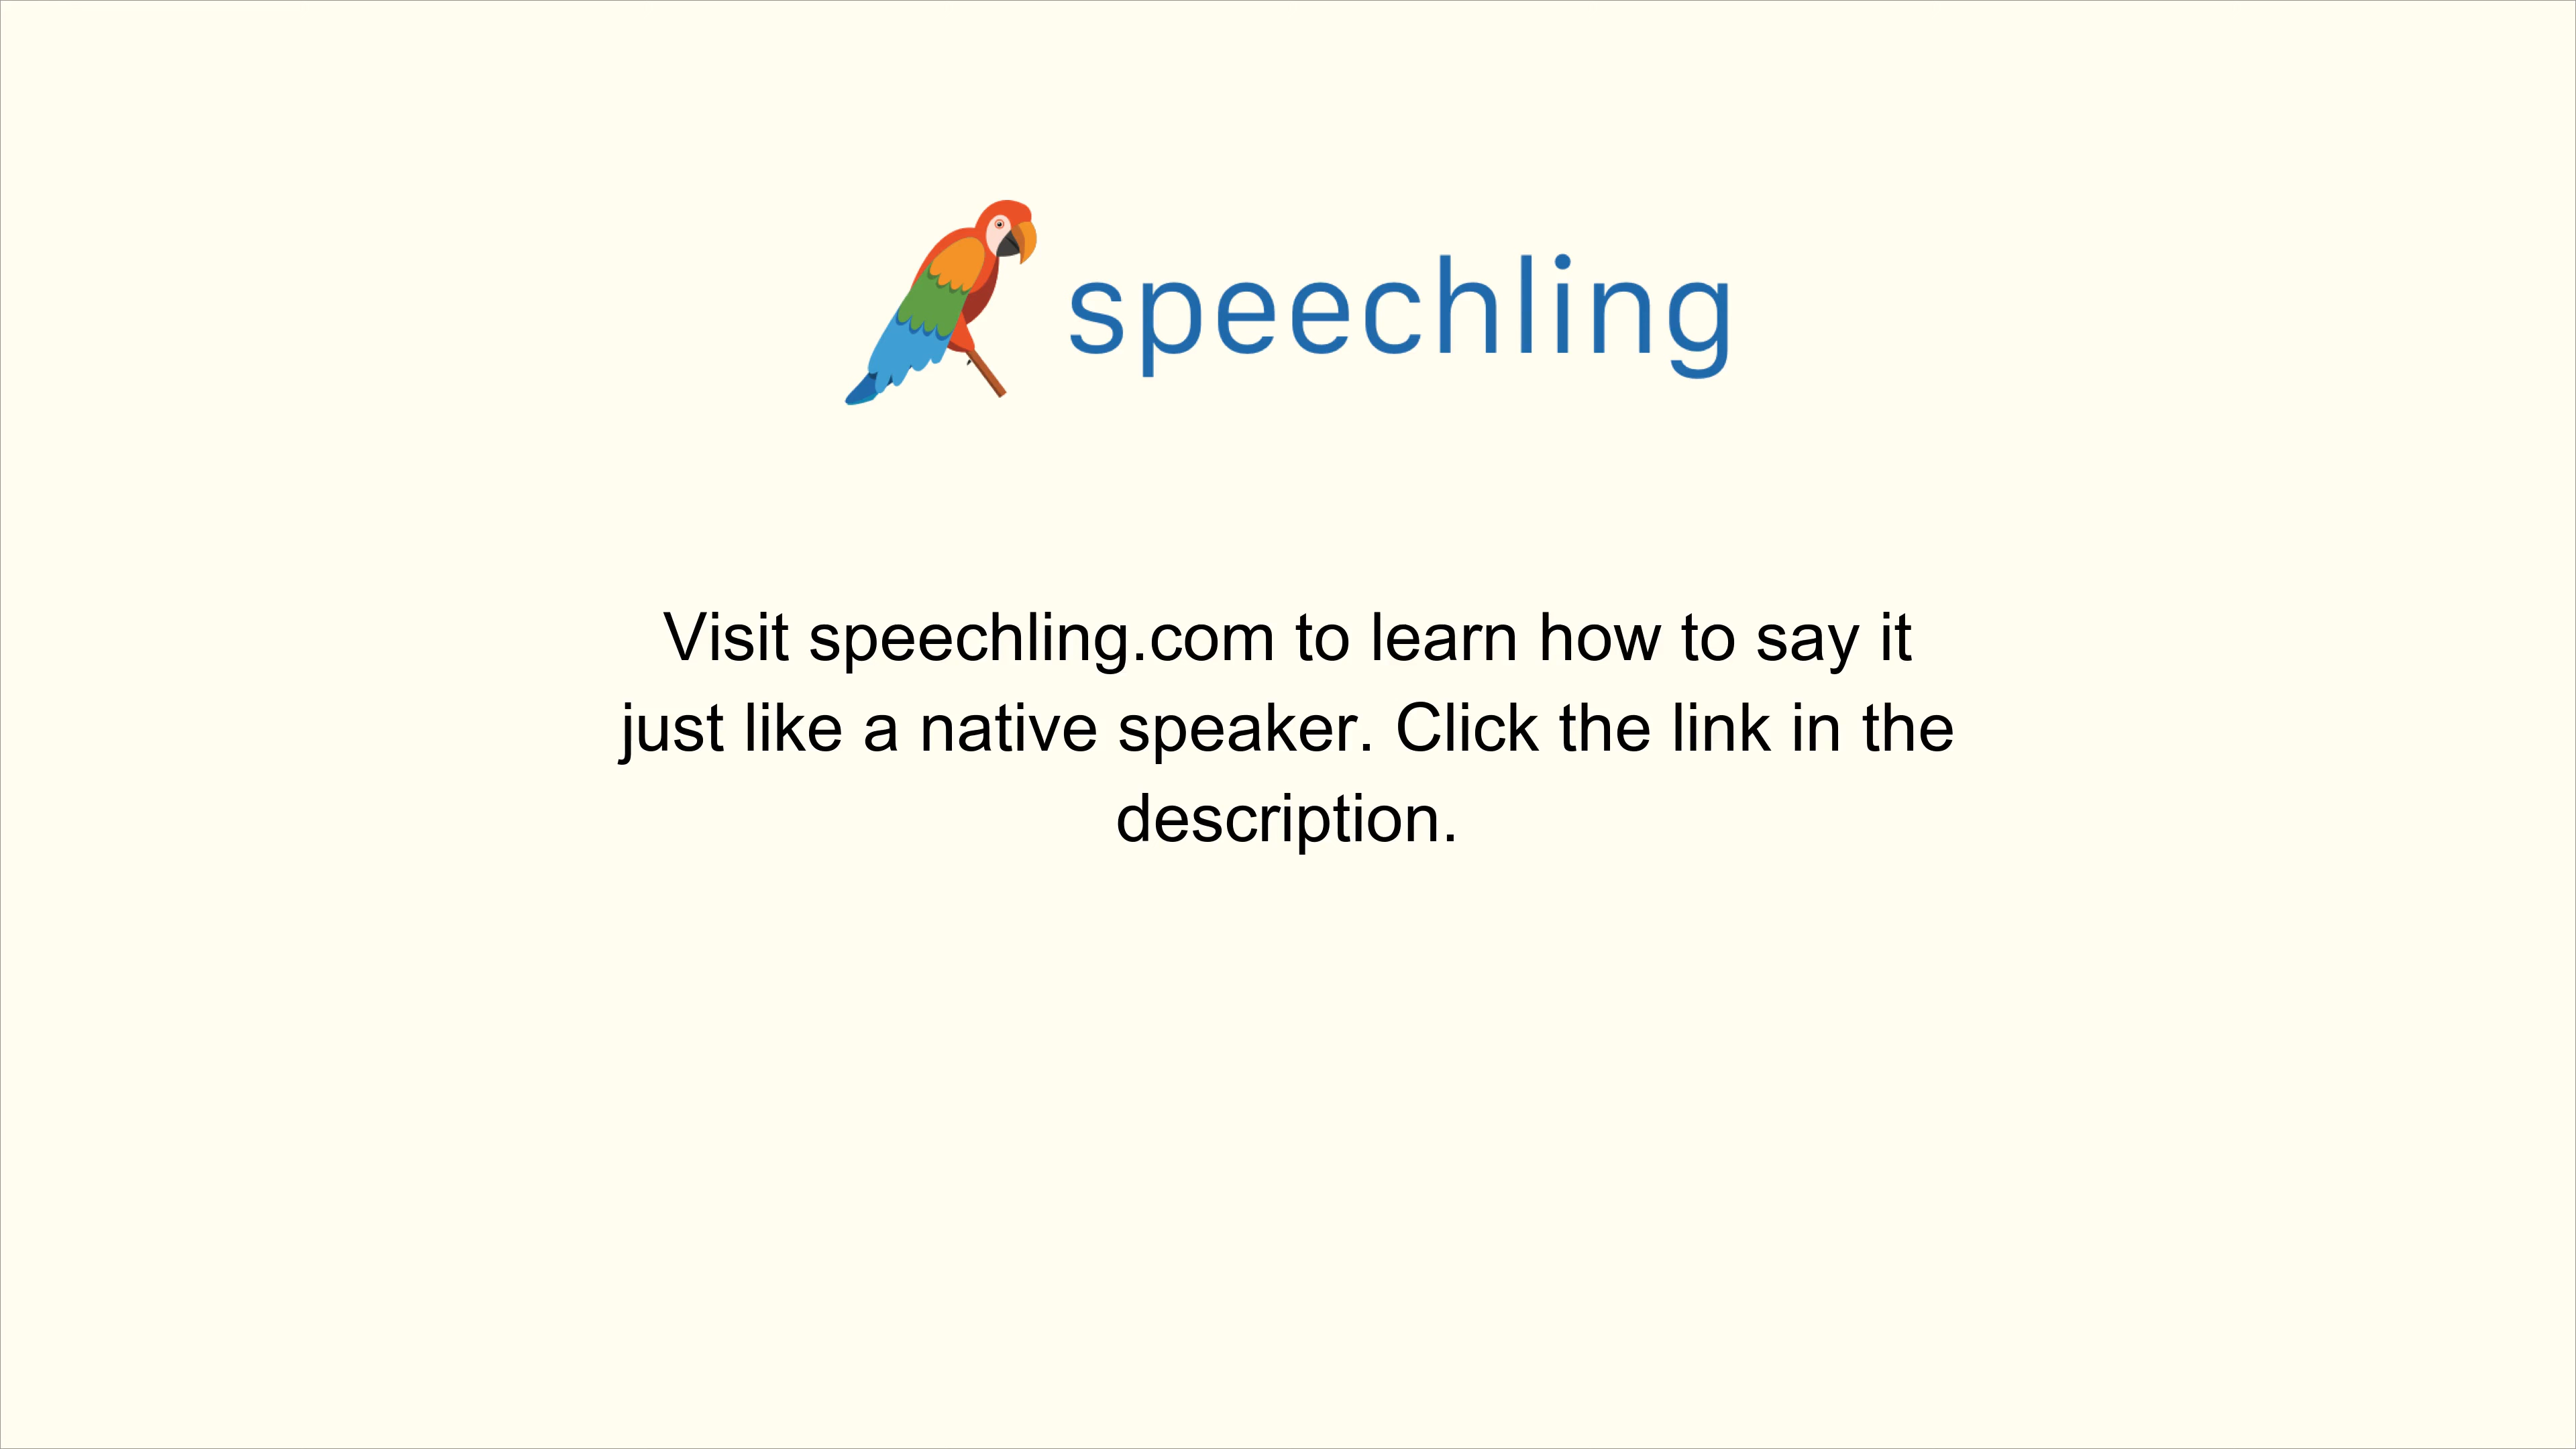 speechling
Visit speechling.com to learn how to say it
just like a native speaker. Click the link in the
description.